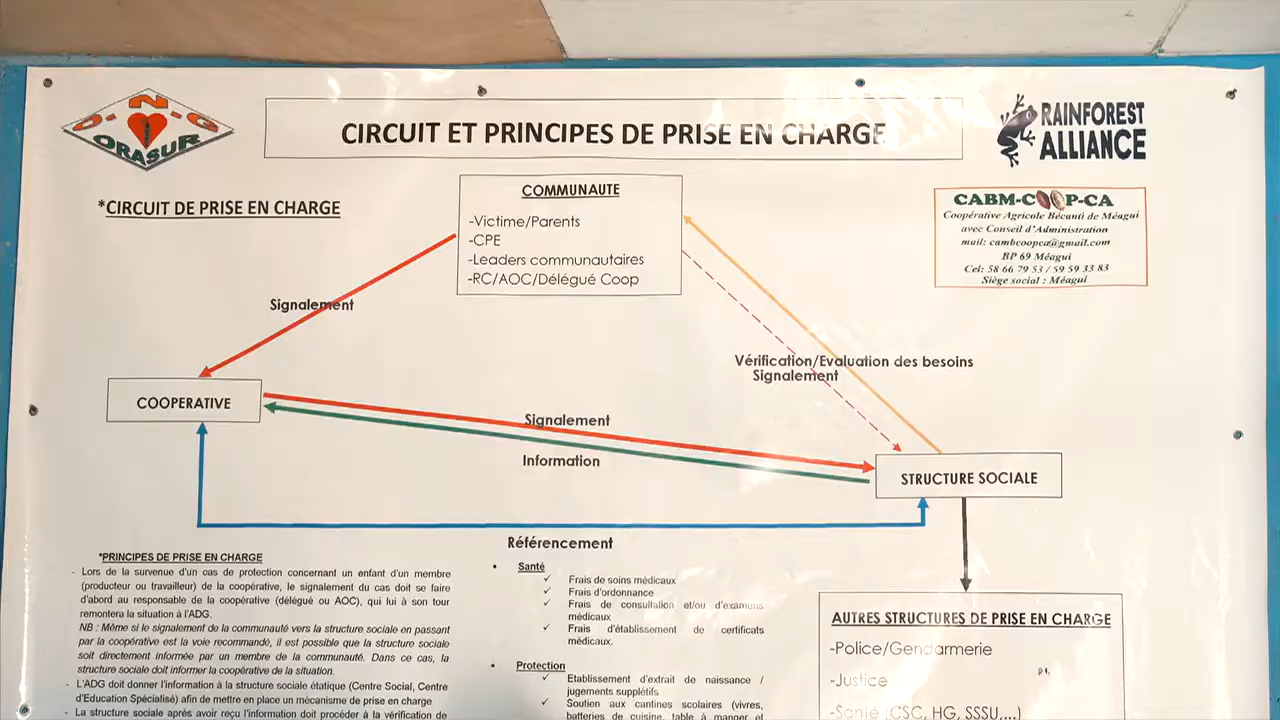 O-N-G
ORASUR
CIRCUIT ET PRINCIPES DE PRISE EN CHARGE
RAINFOREST
ALLIANCE
*CIRCUIT DE PRISE EN CHARGE
COMMUNAUTE
-Victime/Parents
-CPE
-Leaders communautaires
-RC/AOC/Délégué Coop
CABM-COOP-CA
Coopérative Agricole Bécanti de Méagui
avec Conseil d'Administration
mail: cambcoopca@gmail.com
BP 69 Méagui
Cel: 58 66 79 53 / 59 59 33 83
Siège social : Méagui
Signalement
Vérification/Evaluation des besoins
Signalement
COOPERATIVE
Signalement
Information
STRUCTURE SOCIALE
Référencement
*PRINCIPES DE PRISE EN CHARGE
- Lors de la survenue d'un cas de protection concernant un enfant d'un membre
(producteur ou travailleur) de la coopérative, le signalement du cas doit se faire
d'abord au responsable de la coopérative (délégué ou AOC), qui lui à son tour
remontera la situation à l'ADG.
NB : Même si le signalement de la communauté vers la structure sociale en passant
par la coopérative est la voie recommandé, il est possible que la structure sociale
soit directement informée par un membre de la communauté. Dans ce cas, la
structure sociale doit informer la coopérative de la situation.
- L'ADG doit donner l'information à la structure sociale étatique (Centre Social, Centre
d'Education Spécialisé) afin de mettre en place un mécanisme de prise en charge
- La structure sociale après avoir reçu l'information doit procéder à la vérification de
• Santé
✓ Frais de soins médicaux
✓ Frais d'ordonnance
✓ Frais de consultation et/ou d'examens
médicaux
✓ Frais d'établissement de certificats
médicaux.
• Protection
✓ Etablissement d'extrait de naissance /
jugements supplétifs
✓ Soutien aux cantines scolaires (vivres,
batteries de cuisine, table à manger et
AUTRES STRUCTURES DE PRISE EN CHARGE
-Police/Gendarmerie
-Justice
-Santé (CSC, HG, SSSU,...)